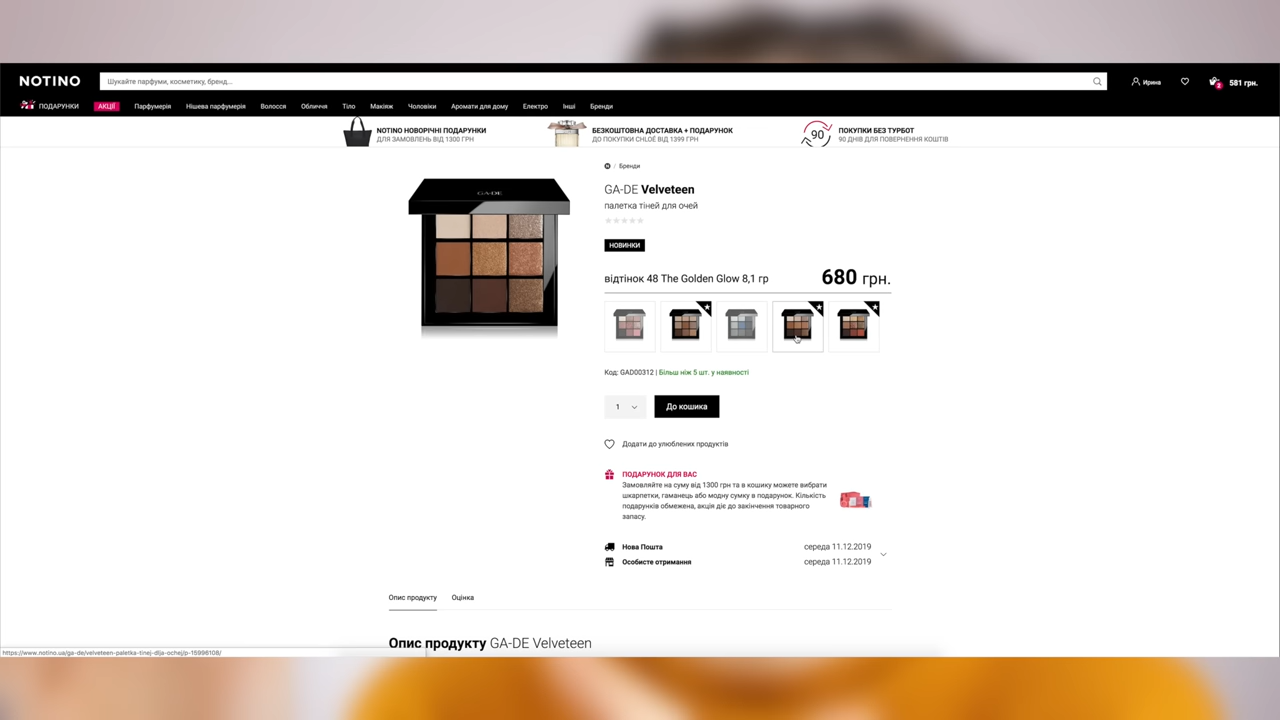 NOTINO
Шукайте парфуми, косметику, бренд...
Ирина
2
581 грн.
ПОДАРУНКИ
АКЦІЇ
Парфумерія
Нішева парфумерія
Волосся
Обличчя
Тіло
Макіяж
Чоловіки
Аромати для дому
Електро
Інші
Бренди
NOTINO НОВОРІЧНІ ПОДАРУНКИ
ДЛЯ ЗАМОВЛЕНЬ ВІД 1300 ГРН
БЕЗКОШТОВНА ДОСТАВКА + ПОДАРУНОК
ДО ПОКУПКИ CHLOÉ ВІД 1399 ГРН
90
ПОКУПКИ БЕЗ ТУРБОТ
90 ДНІВ ДЛЯ ПОВЕРНЕННЯ КОШТІВ
N / Бренди
GA-DE
GA-DE Velveteen
палетка тіней для очей
НОВИНКИ
відтінок 48 The Golden Glow 8,1 гр
680 грн.
Код: GAD00312 | Більш ніж 5 шт. у наявності
1
До кошика
Додати до улюблених продуктів
ПОДАРУНОК ДЛЯ ВАС
Замовляйте на суму від 1300 грн та в кошику можете вибрати
шкарпетки, гаманець або модну сумку в подарунок. Кількість
подарунків обмежена, акція діє до закінчення товарного
запасу.
Нова Пошта
середа 11.12.2019
Особисте отримання
середа 11.12.2019
Опис продукту
Оцінка
Опис продукту GA-DE Velveteen
https://www.notino.ua/ga-de/velveteen-paletka-tinej-dlja-ochej/p-15996108/